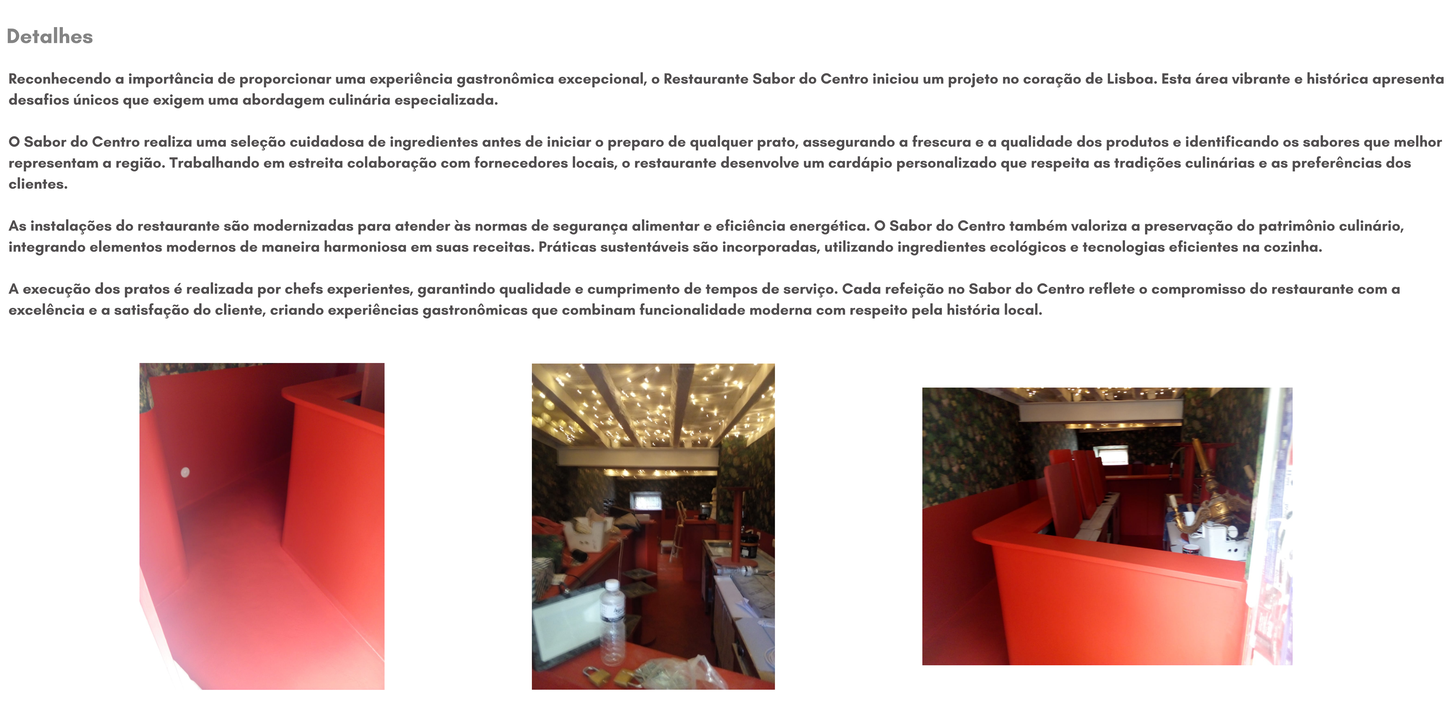 Detalhes
Reconhecendo a importância de proporcionar uma experiência gastronômica excepcional, o Restaurante Sabor do Centro iniciou um projeto no coração de Lisboa. Esta área vibrante e histórica apresenta
desafios únicos que exigem uma abordagem culinária especializada.
O Sabor do Centro realiza uma seleção cuidadosa de ingredientes antes de iniciar o preparo de qualquer prato, assegurando a frescura e a qualidade dos produtos e identificando os sabores que melhor
representam a região. Trabalhando em estreita colaboração com fornecedores locais, o restaurante desenvolve um cardápio personalizado que respeita as tradições culinárias e as preferências dos
clientes.
As instalações do restaurante são modernizadas para atender às normas de segurança alimentar e eficiência energética. O Sabor do Centro também valoriza a preservação do patrimônio culinário,
integrando elementos modernos de maneira harmoniosa em suas receitas. Práticas sustentáveis são incorporadas, utilizando ingredientes ecológicos e tecnologias eficientes na cozinha.
A execução dos pratos é realizada por chefs experientes, garantindo qualidade e cumprimento de tempos de serviço. Cada refeição no Sabor do Centro reflete o compromisso do restaurante com a
excelência e a satisfação do cliente, criando experiências gastronômicas que combinam funcionalidade moderna com respeito pela história local.